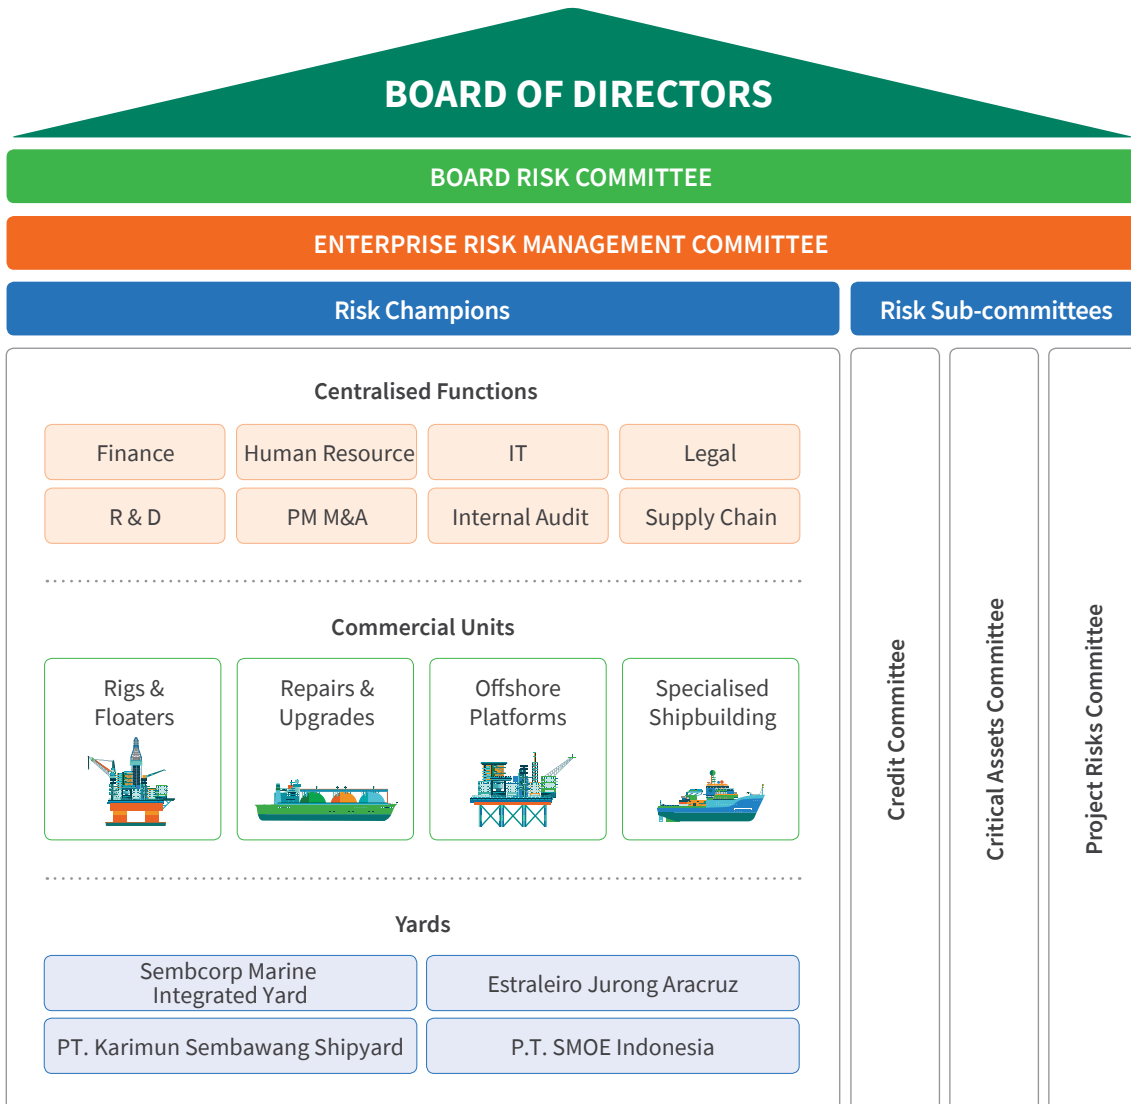 BOARD OF DIRECTORS
BOARD RISK COMMITTEE
ENTERPRISE RISK MANAGEMENT COMMITTEE
Risk Champions
Risk Sub-committees
Centralised Functions
Finance
Human Resource
IT
Legal
R & D
PM M&A
Internal Audit
Supply Chain
Commercial Units
Rigs &
Floaters
Repairs &
Upgrades
Offshore
Platforms
Specialised
Shipbuilding
Yards
Sembcorp Marine
Integrated Yard
Estraleiro Jurong Aracruz
PT. Karimun Sembawang Shipyard
P.T. SMOE Indonesia
Credit Committee
Critical Assets Committee
Project Risks Committee